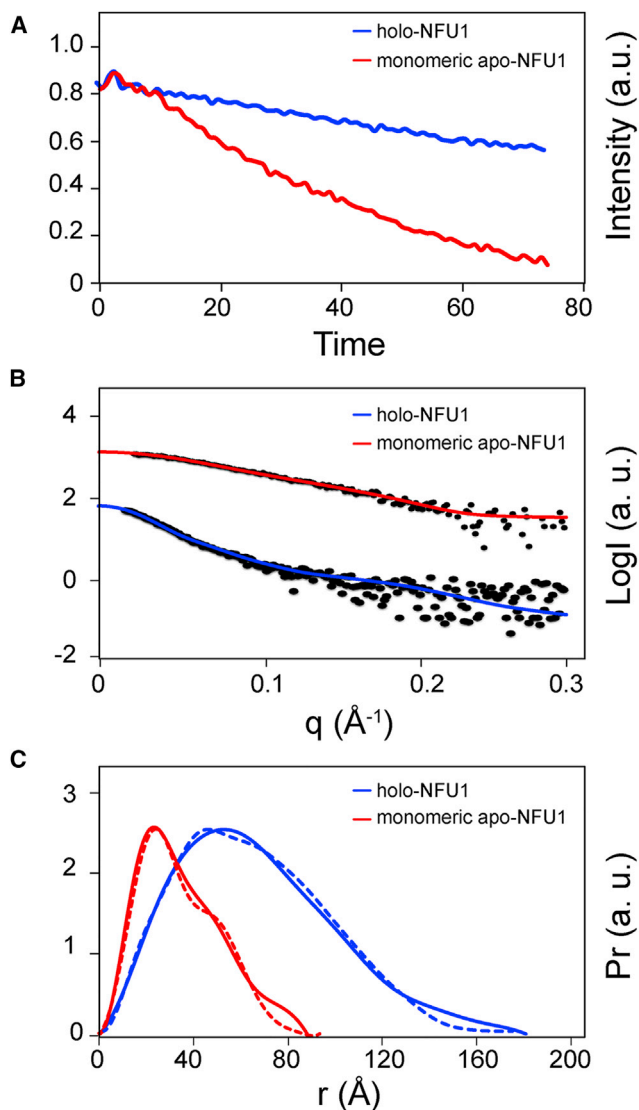 A
1.0
0.8
0.6
0.4
0.2
0
holo-NFU1
monomeric apo-NFU1
Intensity (a.u.)
0 20 40 60 80
Time
B
4
2
0
-2
holo-NFU1
monomeric apo-NFU1
LogI (a. u.)
0 0.1 0.2 0.3
q (Å⁻¹)
C
3
2
1
0
holo-NFU1
monomeric apo-NFU1
Pr (a. u.)
0 40 80 120 160 200
r (Å)